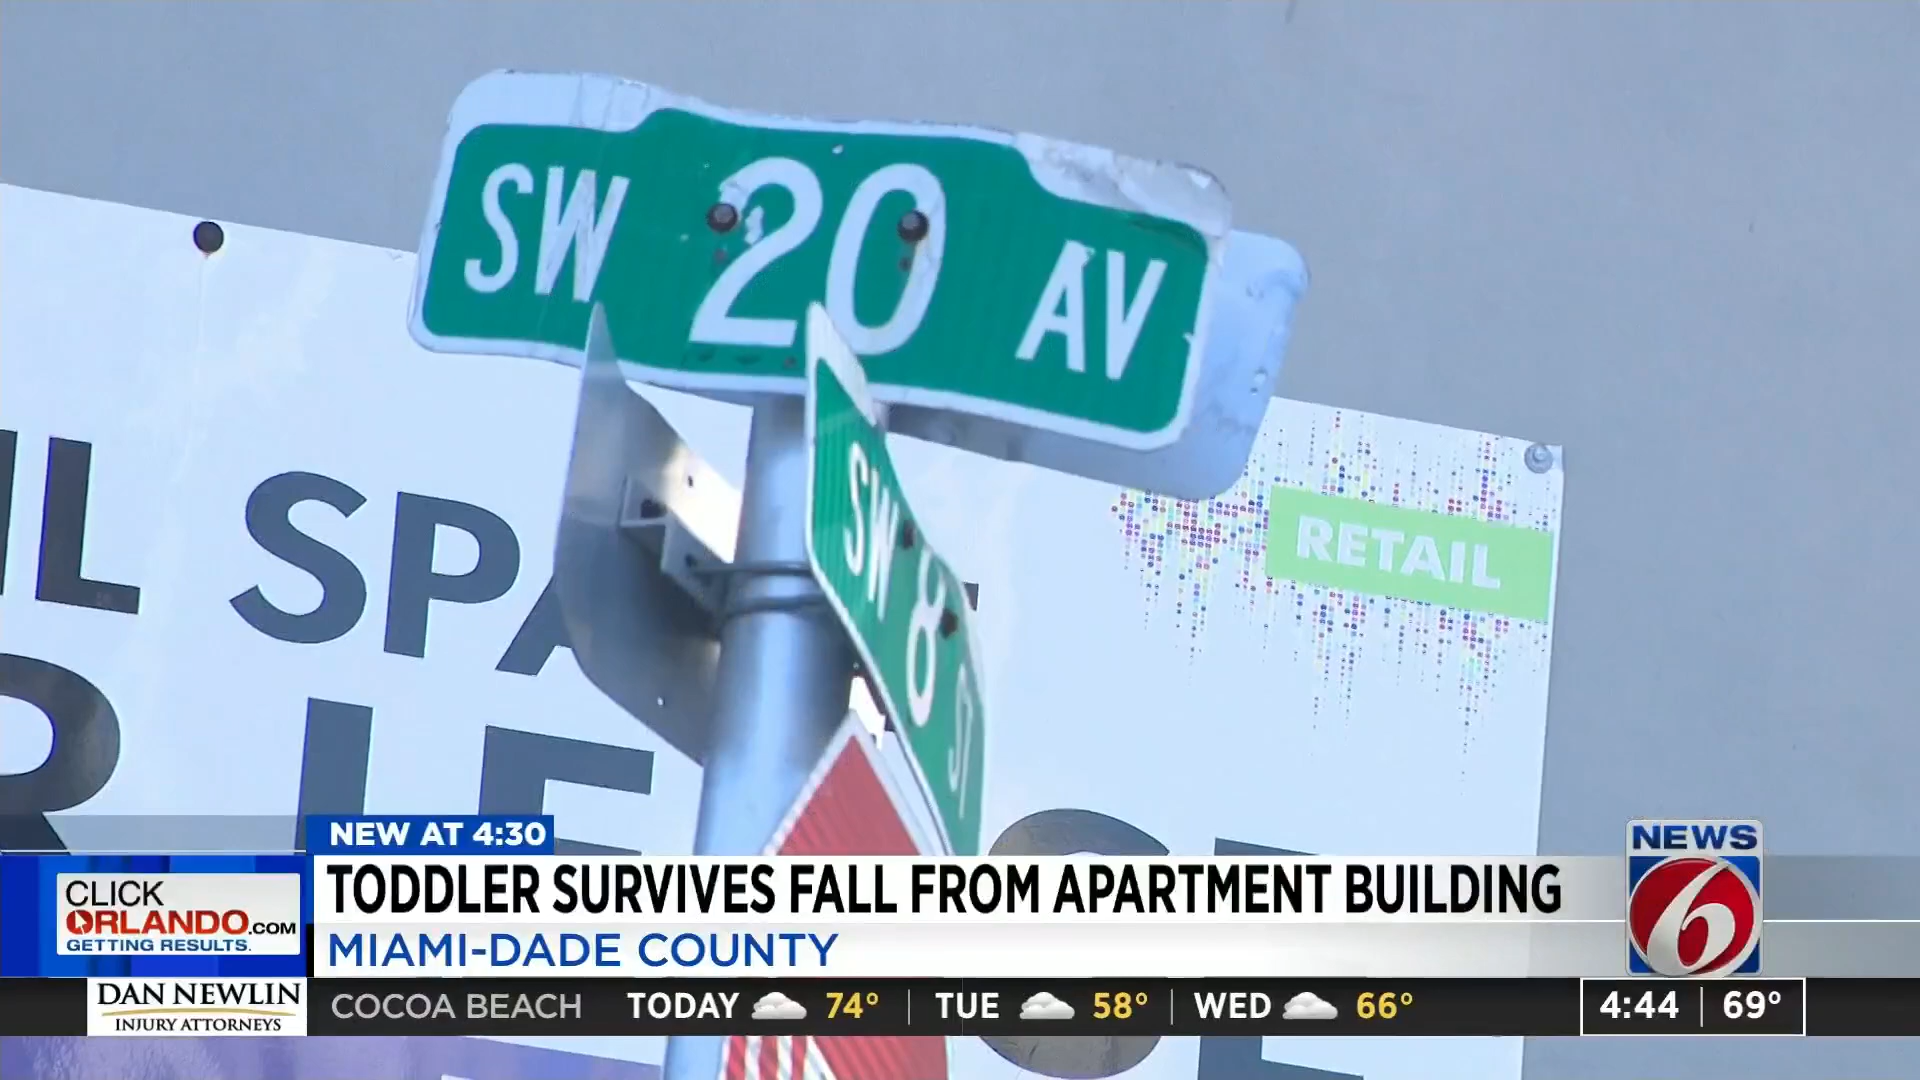 SW 20 AV
SW 8 ST
RETAIL
NEW AT 4:30
TODDLER SURVIVES FALL FROM APARTMENT BUILDING
MIAMI-DADE COUNTY
CLICK
ORLANDO.COM
GETTING RESULTS.
NEWS
6
DAN NEWLIN
INJURY ATTORNEYS
COCOA BEACH TODAY 74° TUE 58° WED 66°
4:44 69°